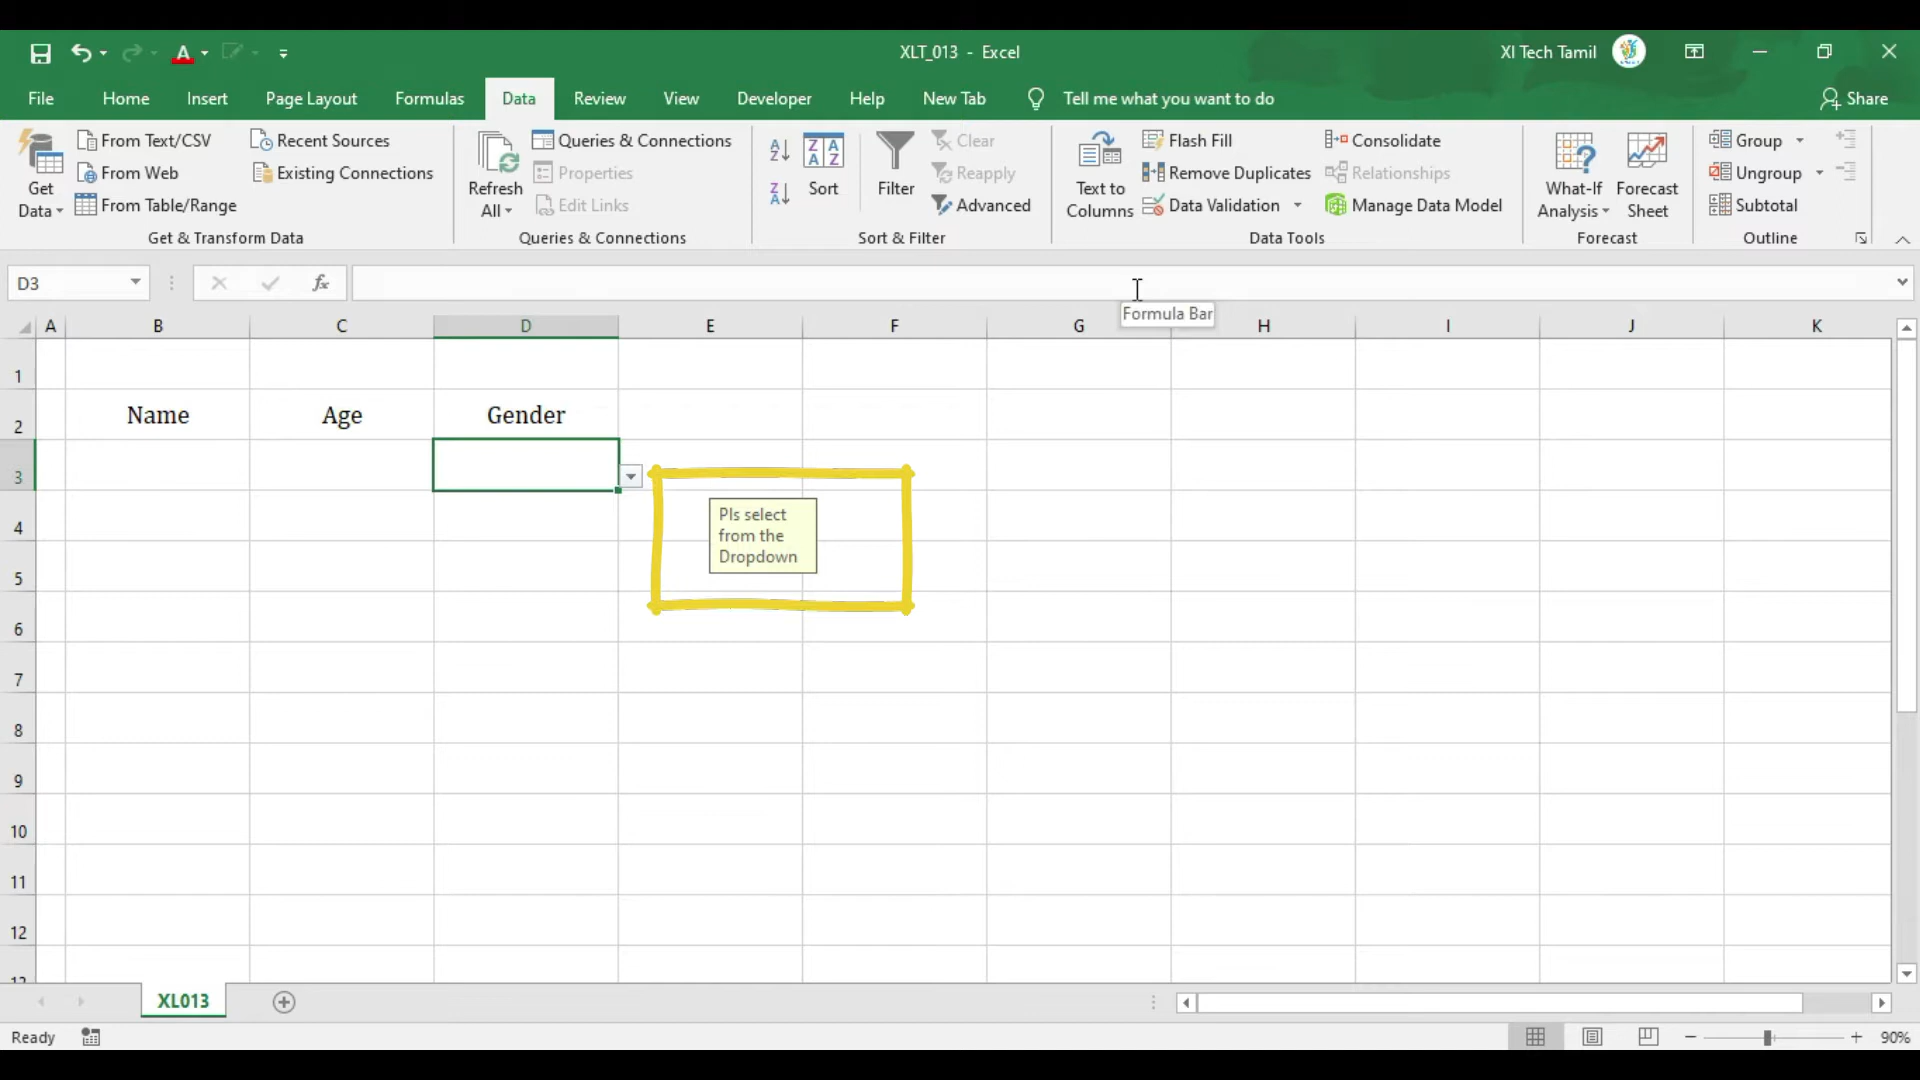 XLT_013 - Excel
XI Tech Tamil
File Home Insert Page Layout Formulas Data Review View Developer Help New Tab Tell me what you want to do Share
Get Data
From Text/CSV
From Web
From Table/Range
Recent Sources
Existing Connections
Get & Transform Data
Refresh All
Queries & Connections
Properties
Edit Links
Queries & Connections
Sort
Filter
Clear
Reapply
Advanced
Sort & Filter
Text to Columns
Flash Fill
Remove Duplicates
Data Validation
Consolidate
Relationships
Manage Data Model
Data Tools
What-If Analysis
Forecast Sheet
Forecast
Group
Ungroup
Subtotal
Outline
D3
fx
Formula Bar
A B C D E F G H I J K
1
2 Name Age Gender
3
Pls select
from the
Dropdown
4
5
6
7
8
9
10
11
12
13
XL013
Ready
90%